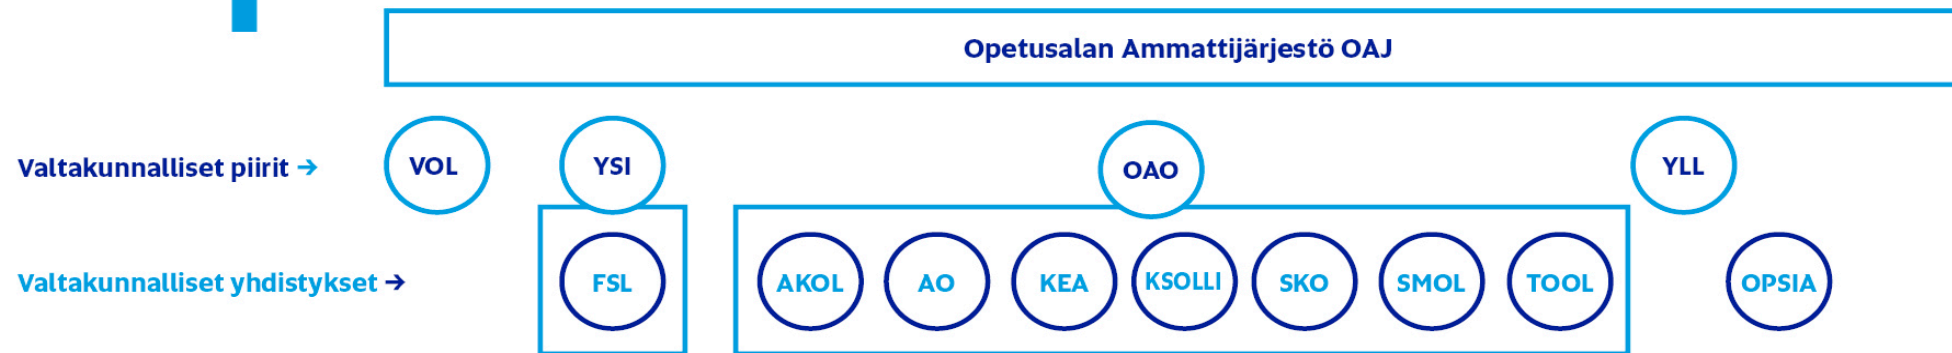 Opetusalan Ammattijärjestö OAJ
Valtakunnalliset piirit → VOL YSI OAO YLL
Valtakunnalliset yhdistykset → FSL AKOL AO KEA KSOLLI SKO SMOL TOOL OPSIA